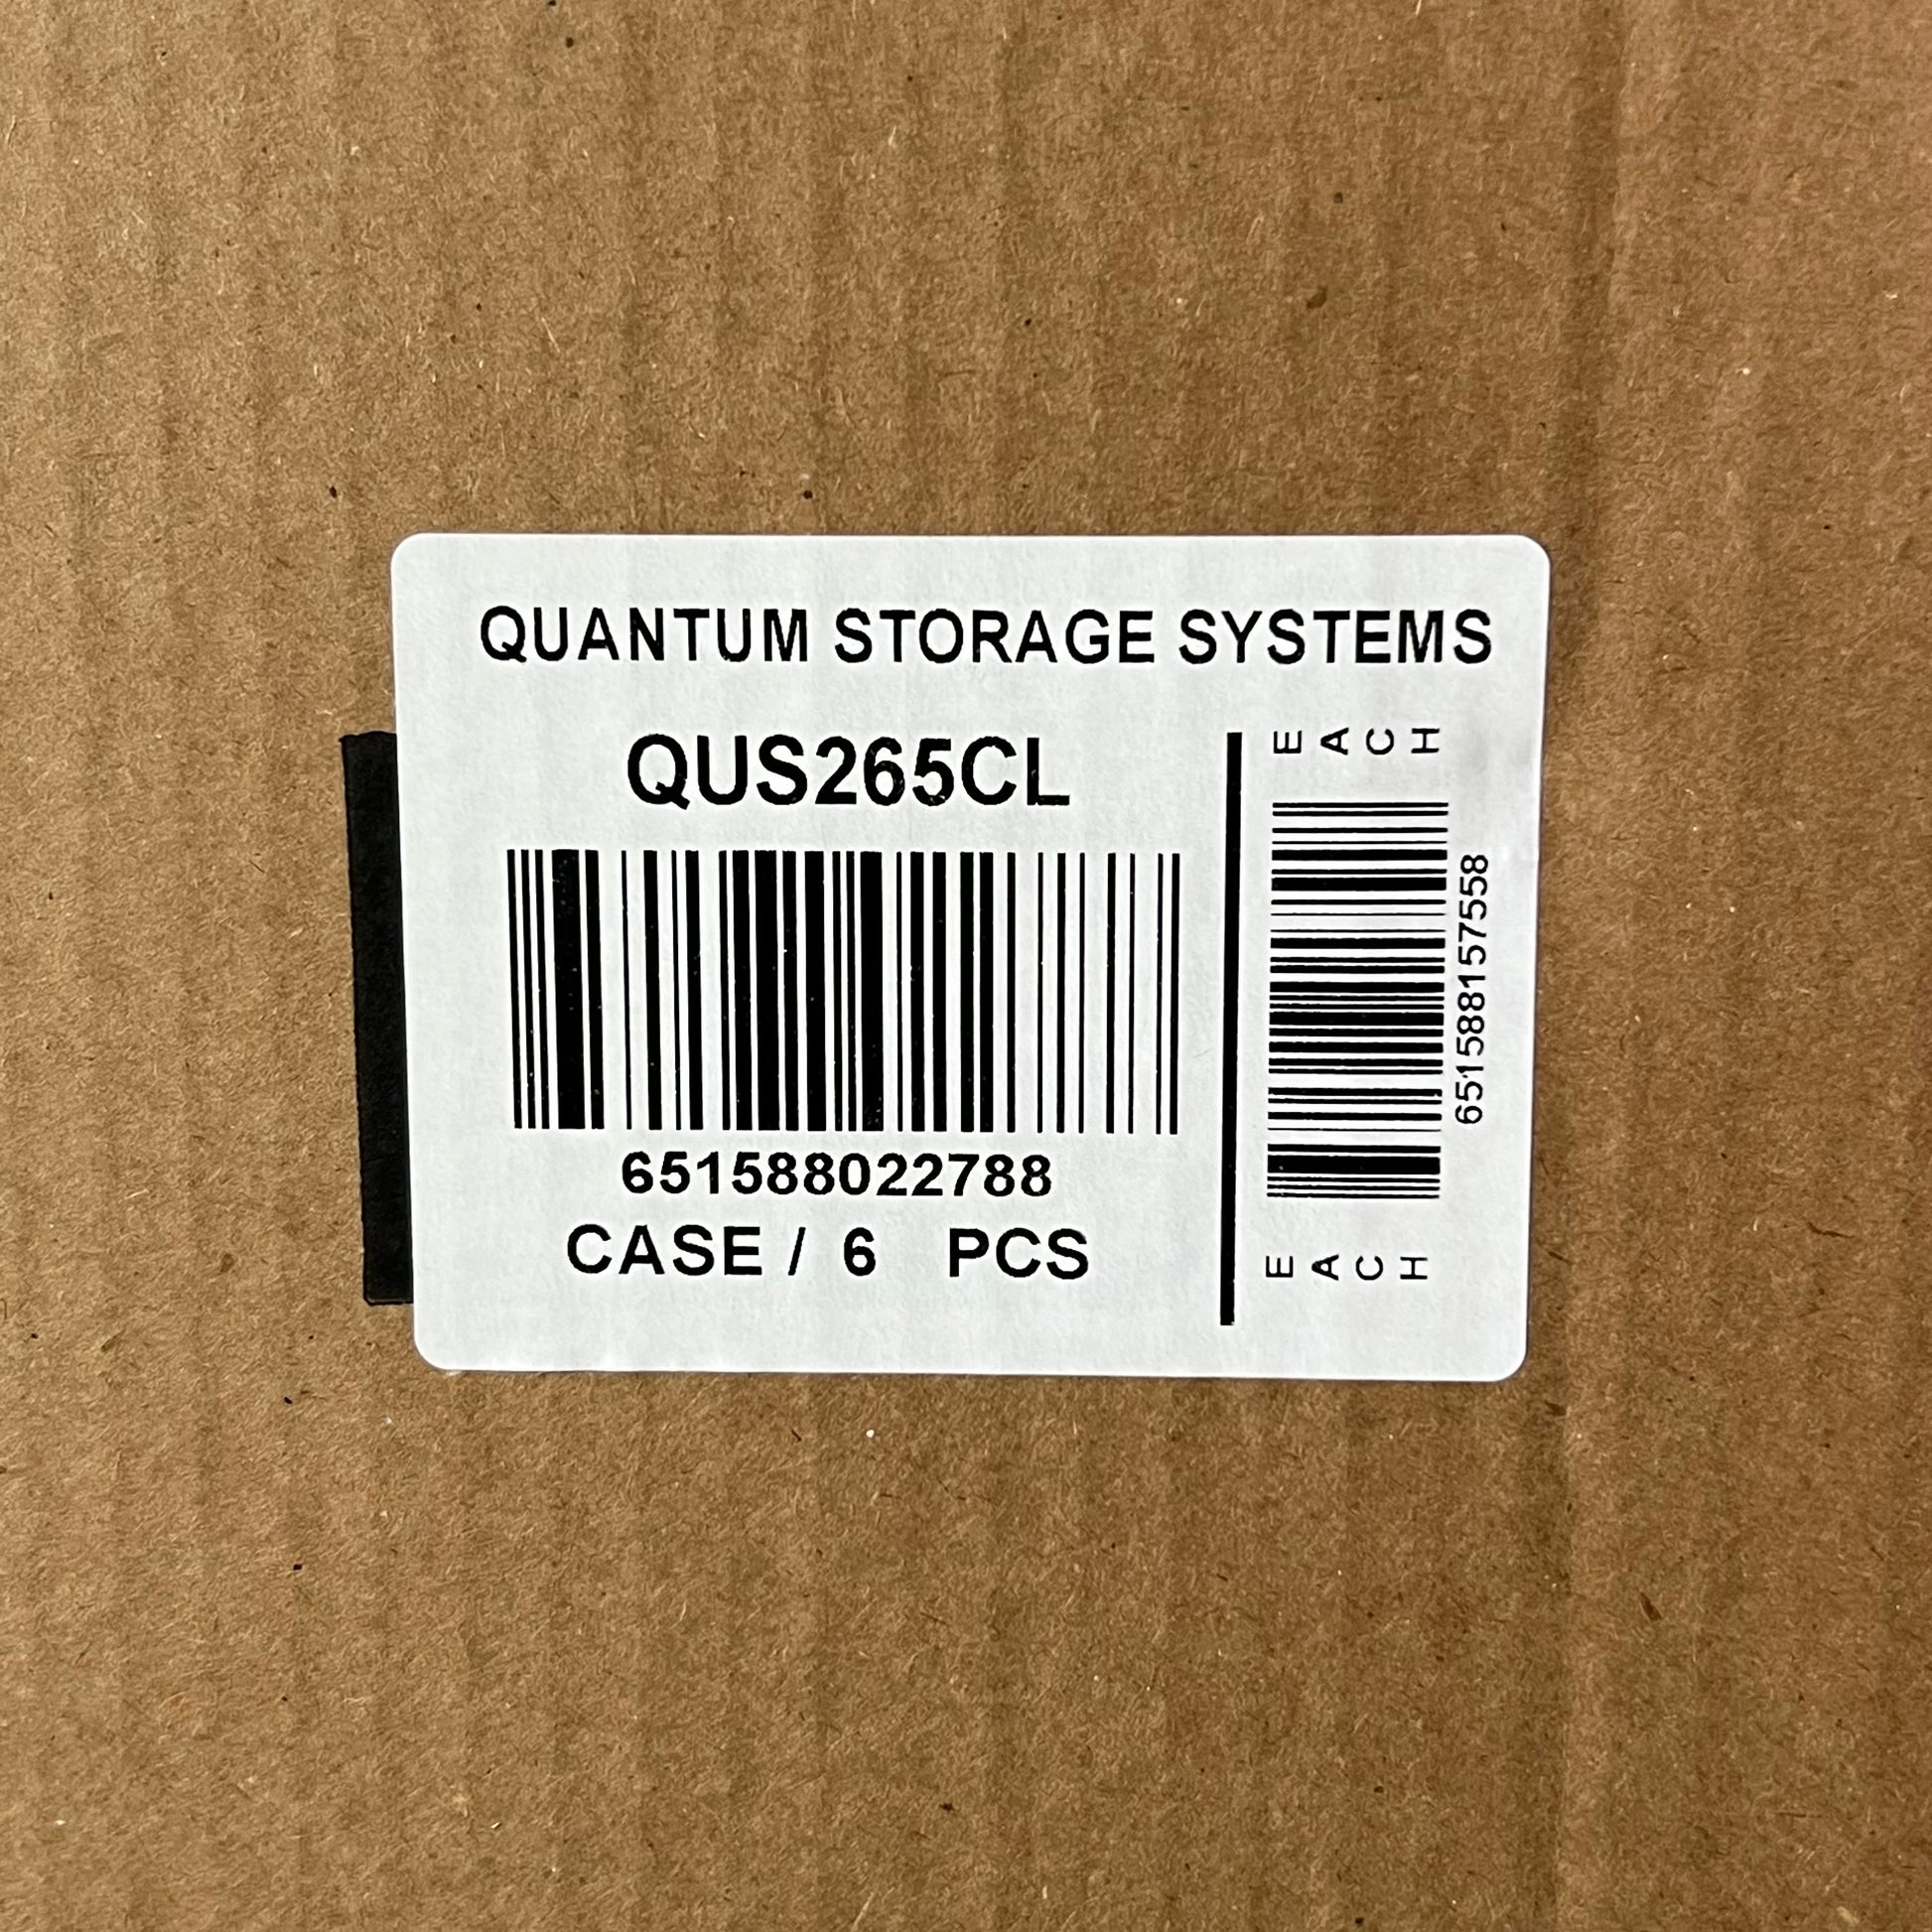 QUANTUM STORAGE SYSTEMS
QUS265CL
651588022788
CASE / 6 PCS
EACH
651588157558
EACH